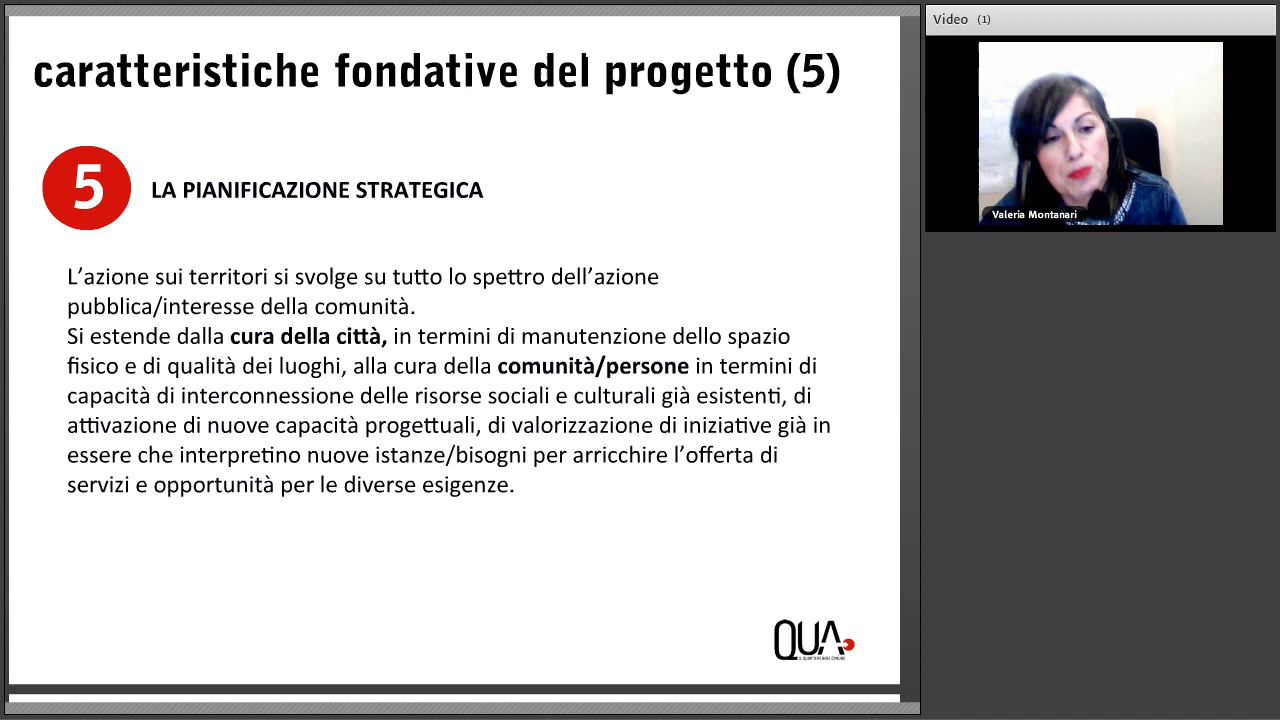 caratteristiche fondative del progetto (5)
5
LA PIANIFICAZIONE STRATEGICA
L’azione sui territori si svolge su tutto lo spettro dell’azione
pubblica/interesse della comunità.
Si estende dalla cura della città, in termini di manutenzione dello spazio
fisico e di qualità dei luoghi, alla cura della comunità/persone in termini di
capacità di interconnessione delle risorse sociali e culturali già esistenti, di
attivazione di nuove capacità progettuali, di valorizzazione di iniziative già in
essere che interpretino nuove istanze/bisogni per arricchire l’offerta di
servizi e opportunità per le diverse esigenze.
QUA
IL QUARTIERE BENE COMUNE
Video (1)
Valeria Montanari